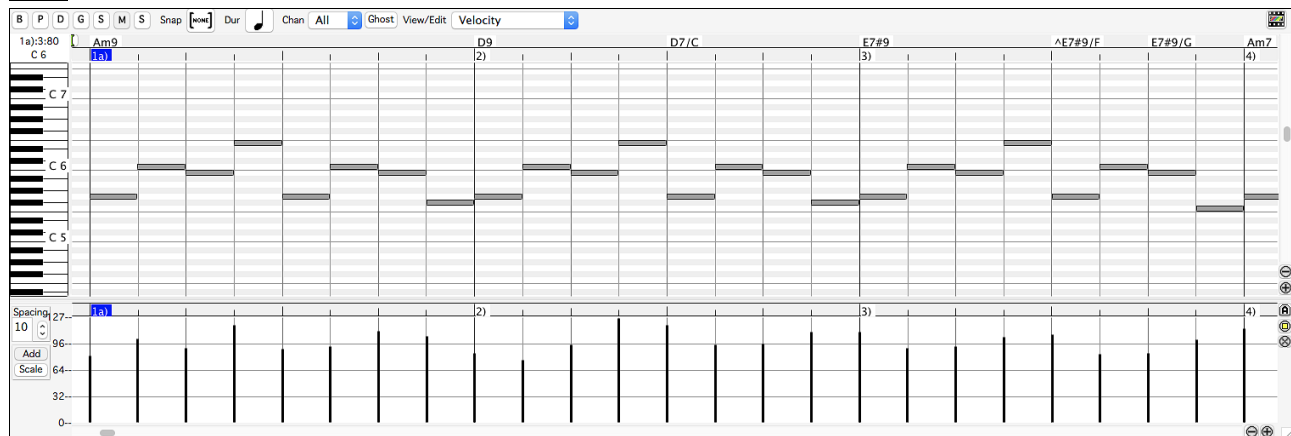 B P D G S M S Snap [NONE] Dur Chan All Ghost View/Edit Velocity
1a):3:80 Am9 D9 D7/C E7#9 ^E7#9/F E7#9/G Am7
C 6 1a) 2) 3) 4)
C 7
C 6
C 5
Spacing 1a) 2) 3) 4) A
127--
10
96--
Add
64--
Scale
32--
0--